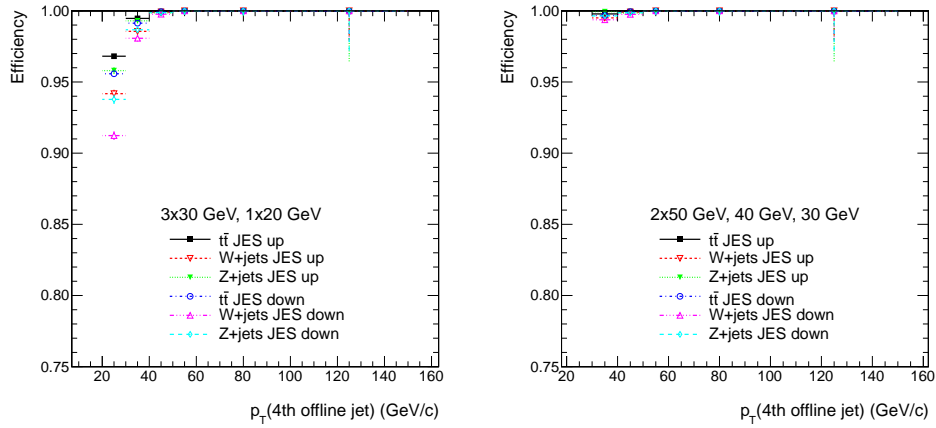 Efficiency
1.00
0.95
0.90
0.85
0.80
0.75
3x30 GeV, 1x20 GeV
tt̄ JES up
W+jets JES up
Z+jets JES up
tt̄ JES down
W+jets JES down
Z+jets JES down
20 40 60 80 100 120 140 160
p_T(4th offline jet) (GeV/c)
Efficiency
1.00
0.95
0.90
0.85
0.80
0.75
2x50 GeV, 40 GeV, 30 GeV
tt̄ JES up
W+jets JES up
Z+jets JES up
tt̄ JES down
W+jets JES down
Z+jets JES down
20 40 60 80 100 120 140 160
p_T(4th offline jet) (GeV/c)